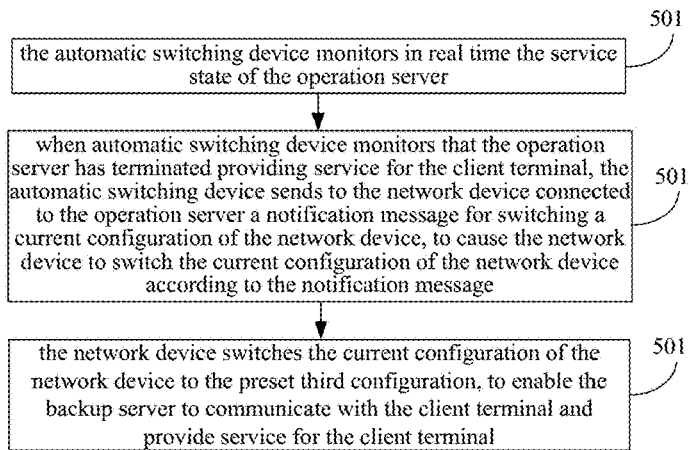 501
the automatic switching device monitors in real time the service
state of the operation server
when automatic switching device monitors that the operation
server has terminated providing service for the client terminal, the
automatic switching device sends to the network device connected
to the operation server a notification message for switching a
current configuration of the network device, to cause the network
device to switch the current configuration of the network device
according to the notification message
501
the network device switches the current configuration of the
network device to the preset third configuration, to enable the
backup server to communicate with the client terminal and
provide service for the client terminal
501